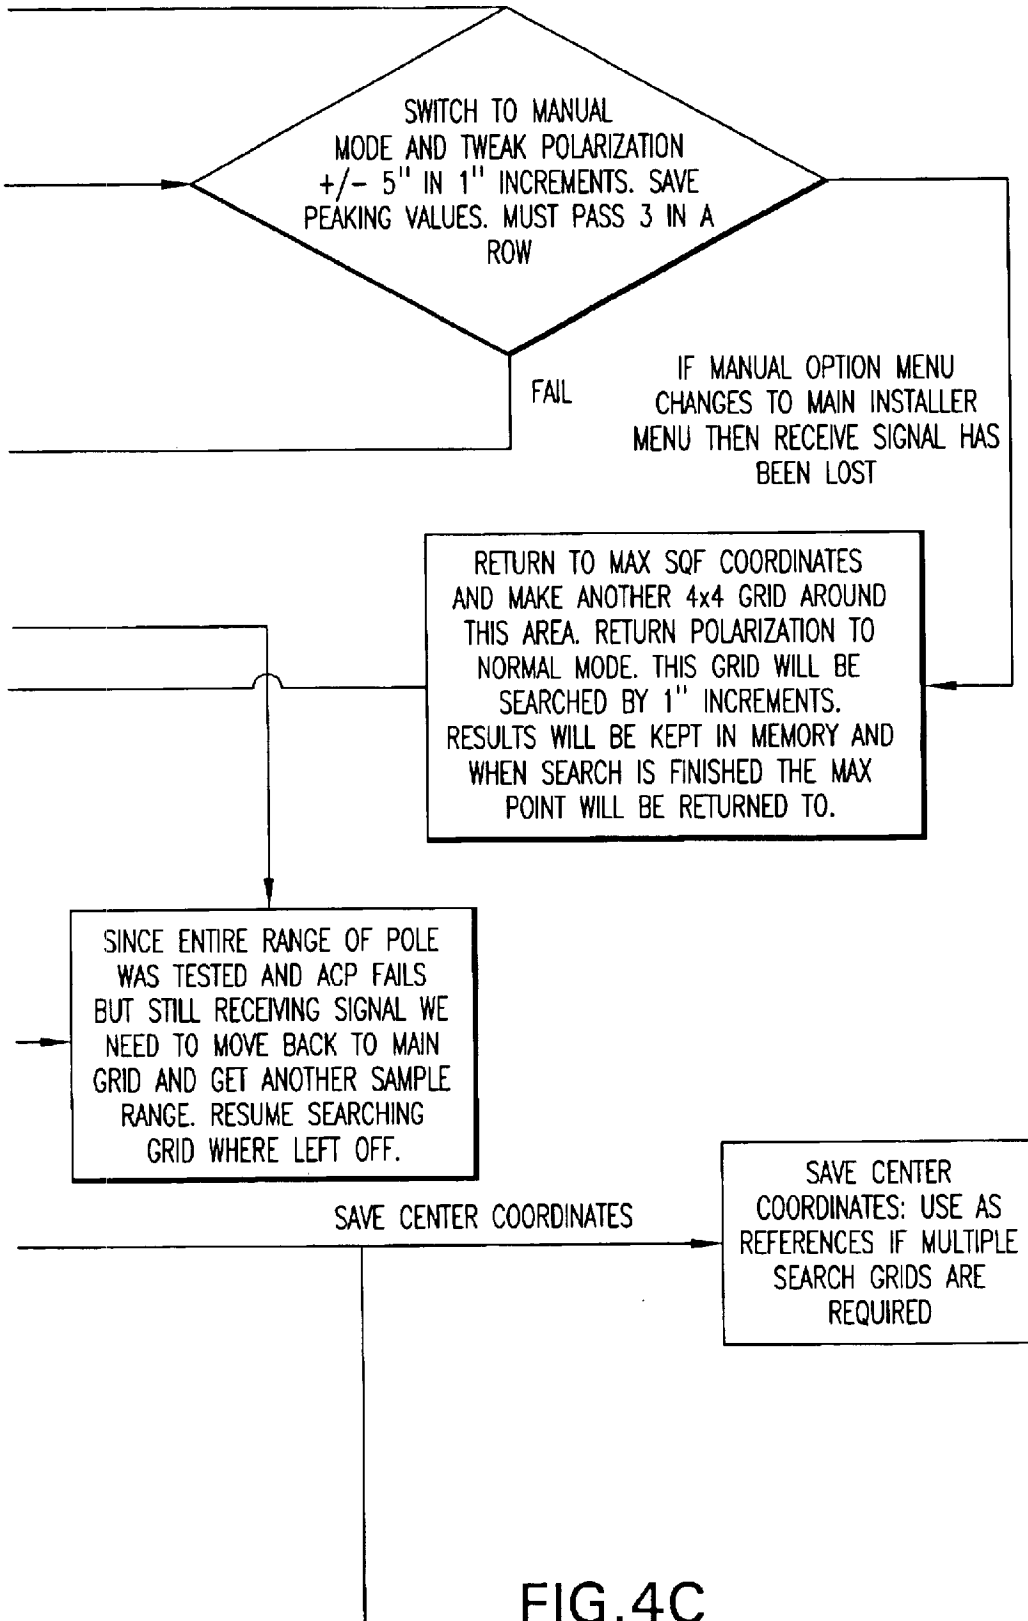 SWITCH TO MANUAL
MODE AND TWEAK POLARIZATION
+/- 5" IN 1" INCREMENTS. SAVE
PEAKING VALUES. MUST PASS 3 IN A
ROW
FAIL
IF MANUAL OPTION MENU
CHANGES TO MAIN INSTALLER
MENU THEN RECEIVE SIGNAL HAS
BEEN LOST
RETURN TO MAX SQF COORDINATES
AND MAKE ANOTHER 4x4 GRID AROUND
THIS AREA. RETURN POLARIZATION TO
NORMAL MODE. THIS GRID WILL BE
SEARCHED BY 1" INCREMENTS.
RESULTS WILL BE KEPT IN MEMORY AND
WHEN SEARCH IS FINISHED THE MAX
POINT WILL BE RETURNED TO.
SINCE ENTIRE RANGE OF POLE
WAS TESTED AND ACP FAILS
BUT STILL RECEIVING SIGNAL WE
NEED TO MOVE BACK TO MAIN
GRID AND GET ANOTHER SAMPLE
RANGE. RESUME SEARCHING
GRID WHERE LEFT OFF.
SAVE CENTER COORDINATES
SAVE CENTER
COORDINATES: USE AS
REFERENCES IF MULTIPLE
SEARCH GRIDS ARE
REQUIRED
FIG.4C